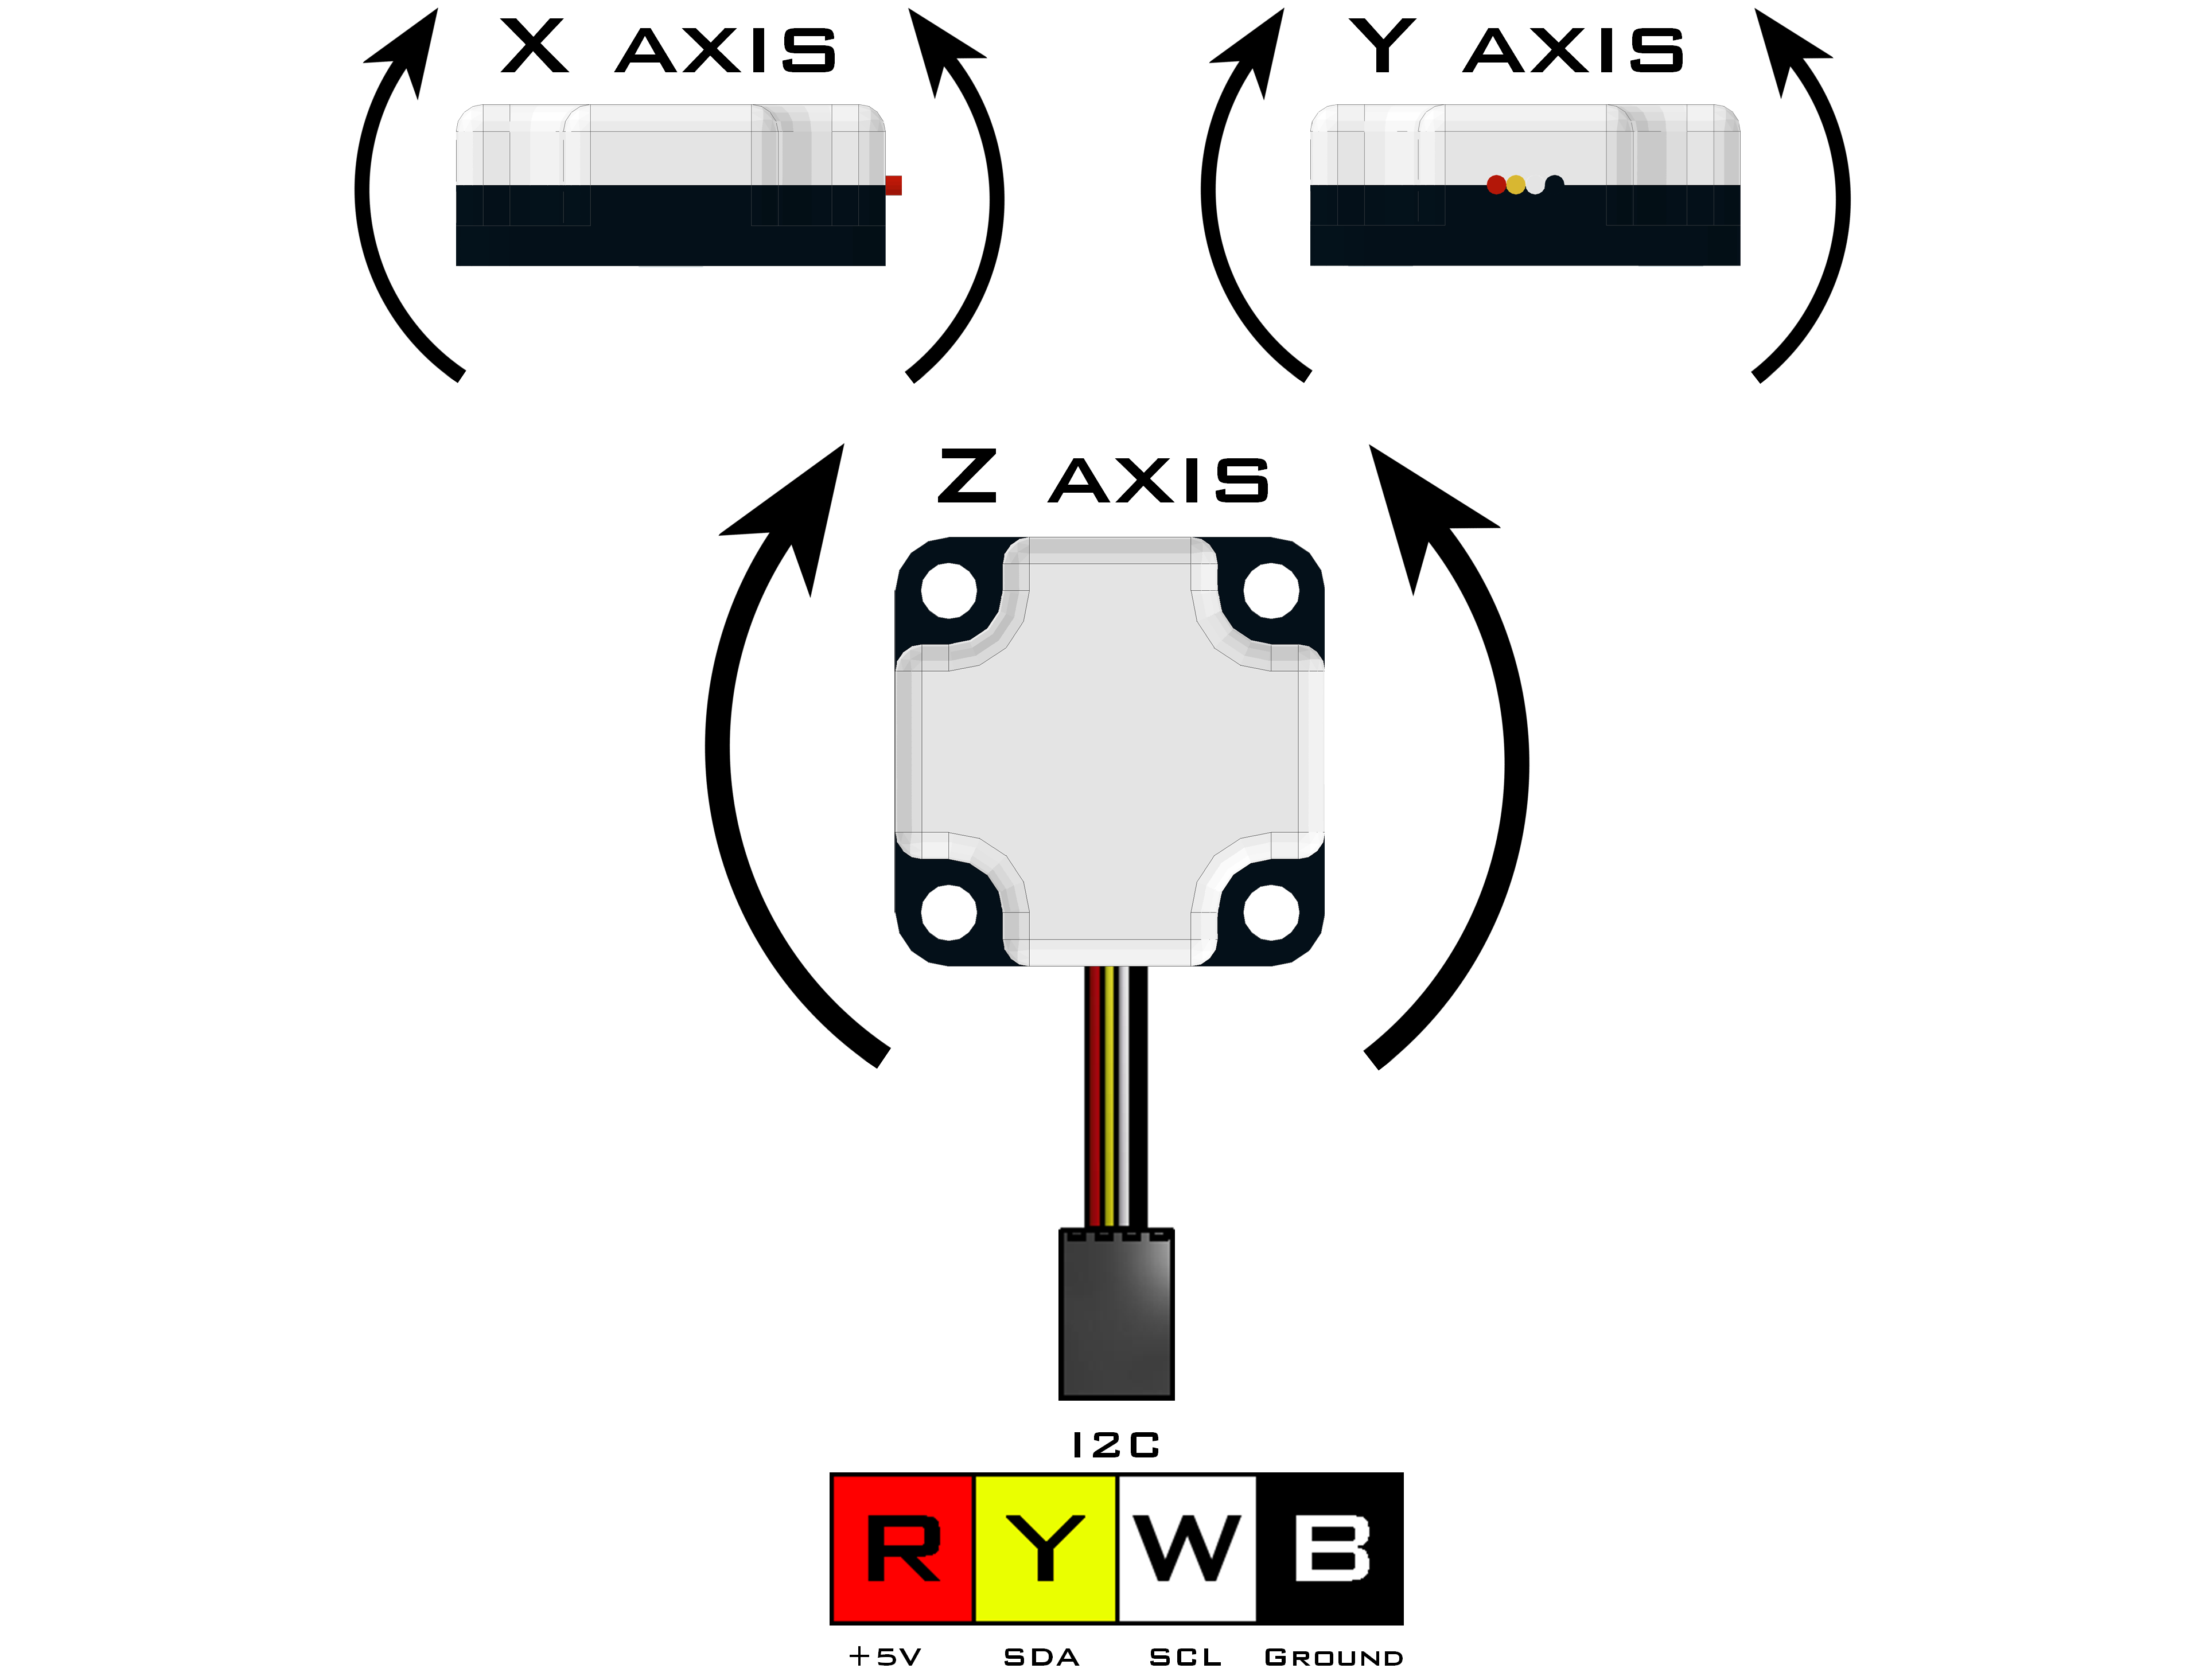 X AXIS
Y AXIS
Z AXIS
I2C
R Y W B
+5V SDA SCL GROUND